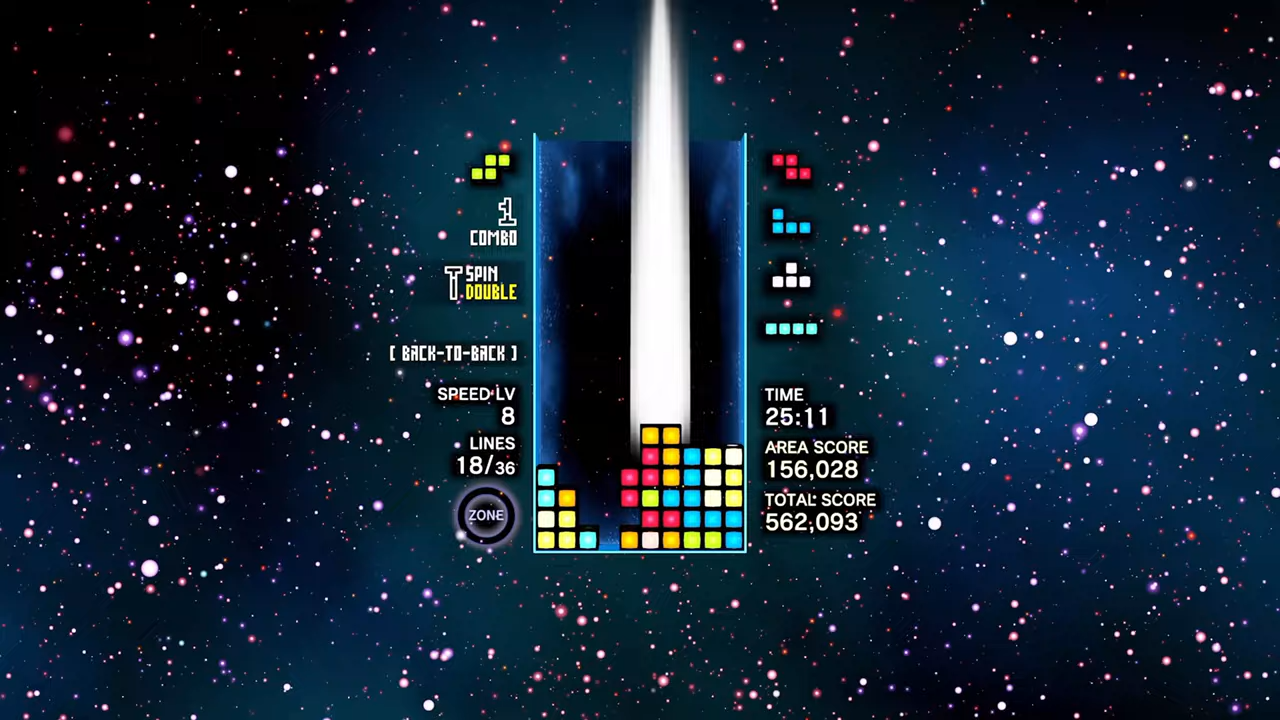 1
COMBO
T SPIN
DOUBLE
[ BACK-TO-BACK ]
SPEED LV
8
LINES
18/36
ZONE
TIME
25:11
AREA SCORE
156,028
TOTAL SCORE
562,093